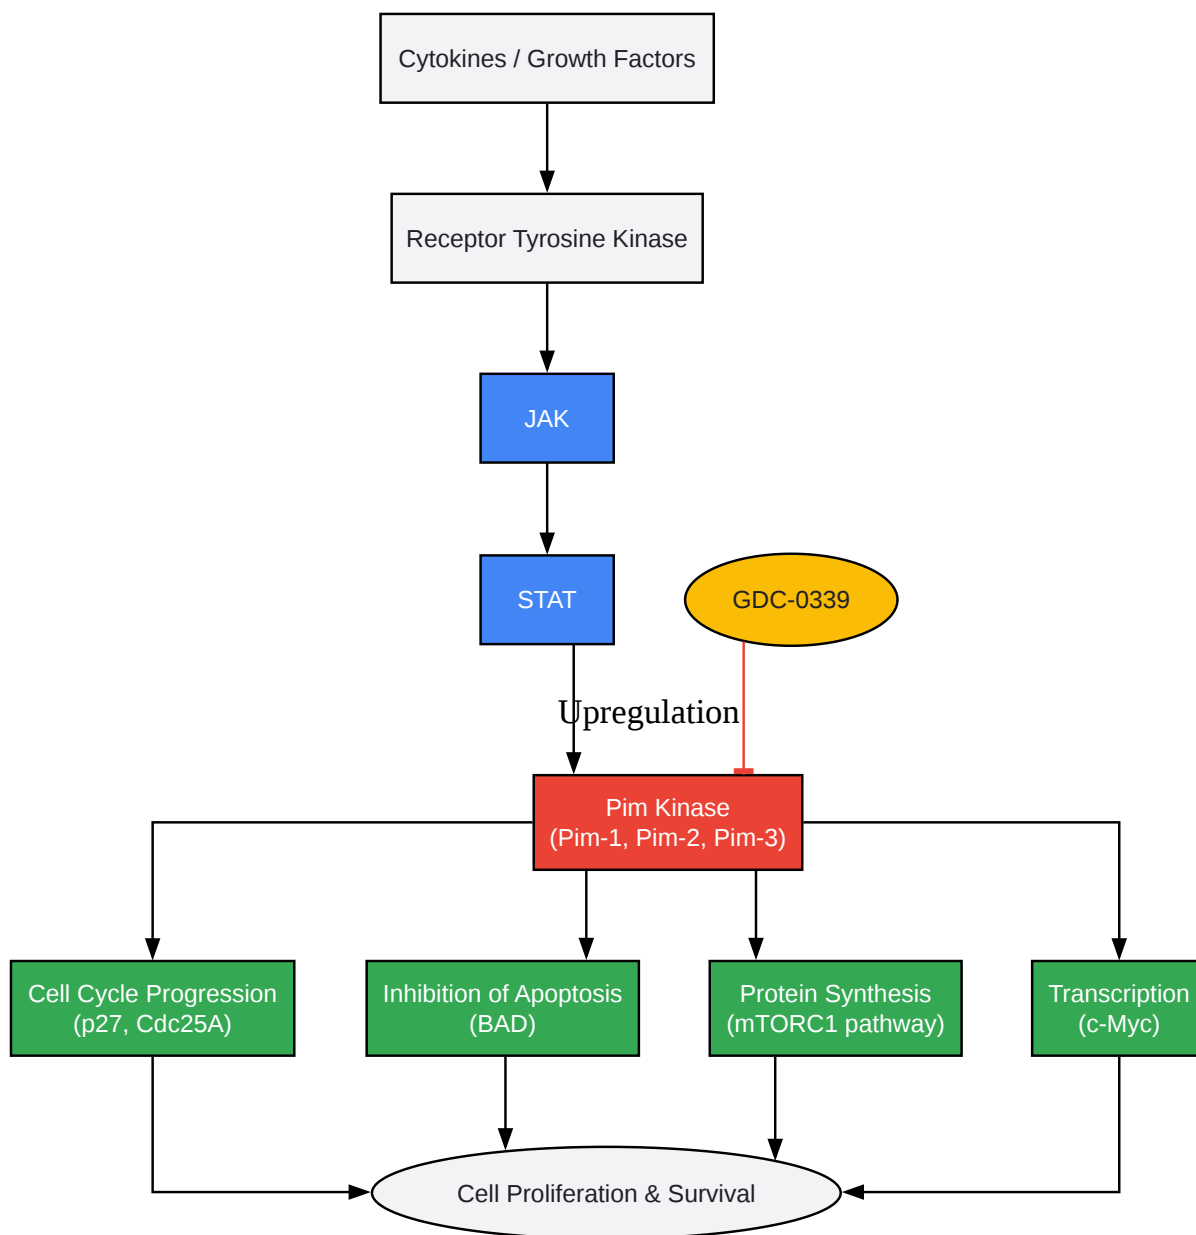 Cytokines / Growth Factors
Receptor Tyrosine Kinase
JAK
STAT
GDC-0339
Upregulation
Pim Kinase
(Pim-1, Pim-2, Pim-3)
Cell Cycle Progression
(p27, Cdc25A)
Inhibition of Apoptosis
(BAD)
Protein Synthesis
(mTORC1 pathway)
Transcription
(c-Myc)
Cell Proliferation & Survival